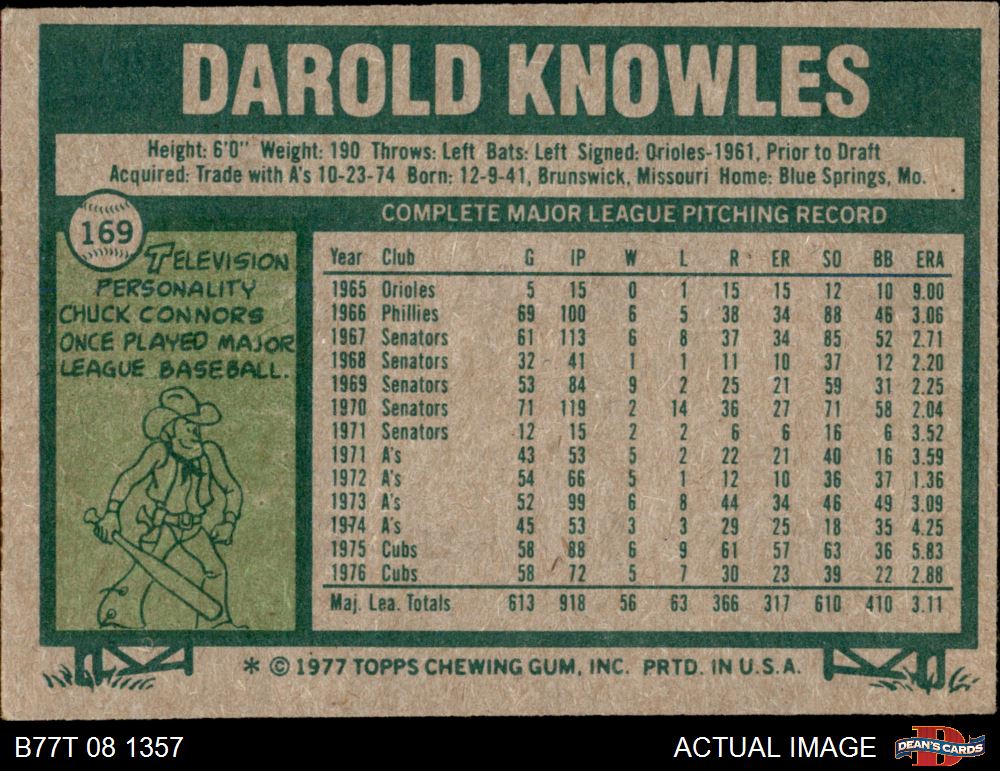 DAROLD KNOWLES
Height: 6'0" Weight: 190 Throws: Left Bats: Left Signed: Orioles-1961, Prior to Draft
Acquired: Trade with A's 10-23-74 Born: 12-9-41, Brunswick, Missouri Home: Blue Springs, Mo.
169
TELEVISION
PERSONALITY
CHUCK CONNORS
ONCE PLAYED MAJOR
LEAGUE BASEBALL.
COMPLETE MAJOR LEAGUE PITCHING RECORD
Year Club G IP W L R ER SO BB ERA
1965 Orioles 5 15 0 1 15 15 12 10 9.00
1966 Phillies 69 100 6 5 38 34 88 46 3.06
1967 Senators 61 113 6 8 37 34 85 52 2.71
1968 Senators 32 41 1 1 11 10 37 12 2.20
1969 Senators 53 84 9 2 25 21 59 31 2.25
1970 Senators 71 119 2 14 36 27 71 58 2.04
1971 Senators 12 15 2 2 6 6 16 6 3.52
1971 A's 43 53 5 2 22 21 40 16 3.59
1972 A's 54 66 5 1 12 10 36 37 1.36
1973 A's 52 99 6 8 44 34 46 49 3.09
1974 A's 45 53 3 3 29 25 18 35 4.25
1975 Cubs 58 88 6 9 61 57 63 36 5.83
1976 Cubs 58 72 5 7 30 23 39 22 2.88
Maj. Lea. Totals 613 918 56 63 366 317 610 410 3.11
* © 1977 TOPPS CHEWING GUM, INC. PRTD. IN U.S.A.
B77T 08 1357
ACTUAL IMAGE
DEAN'S CARDS